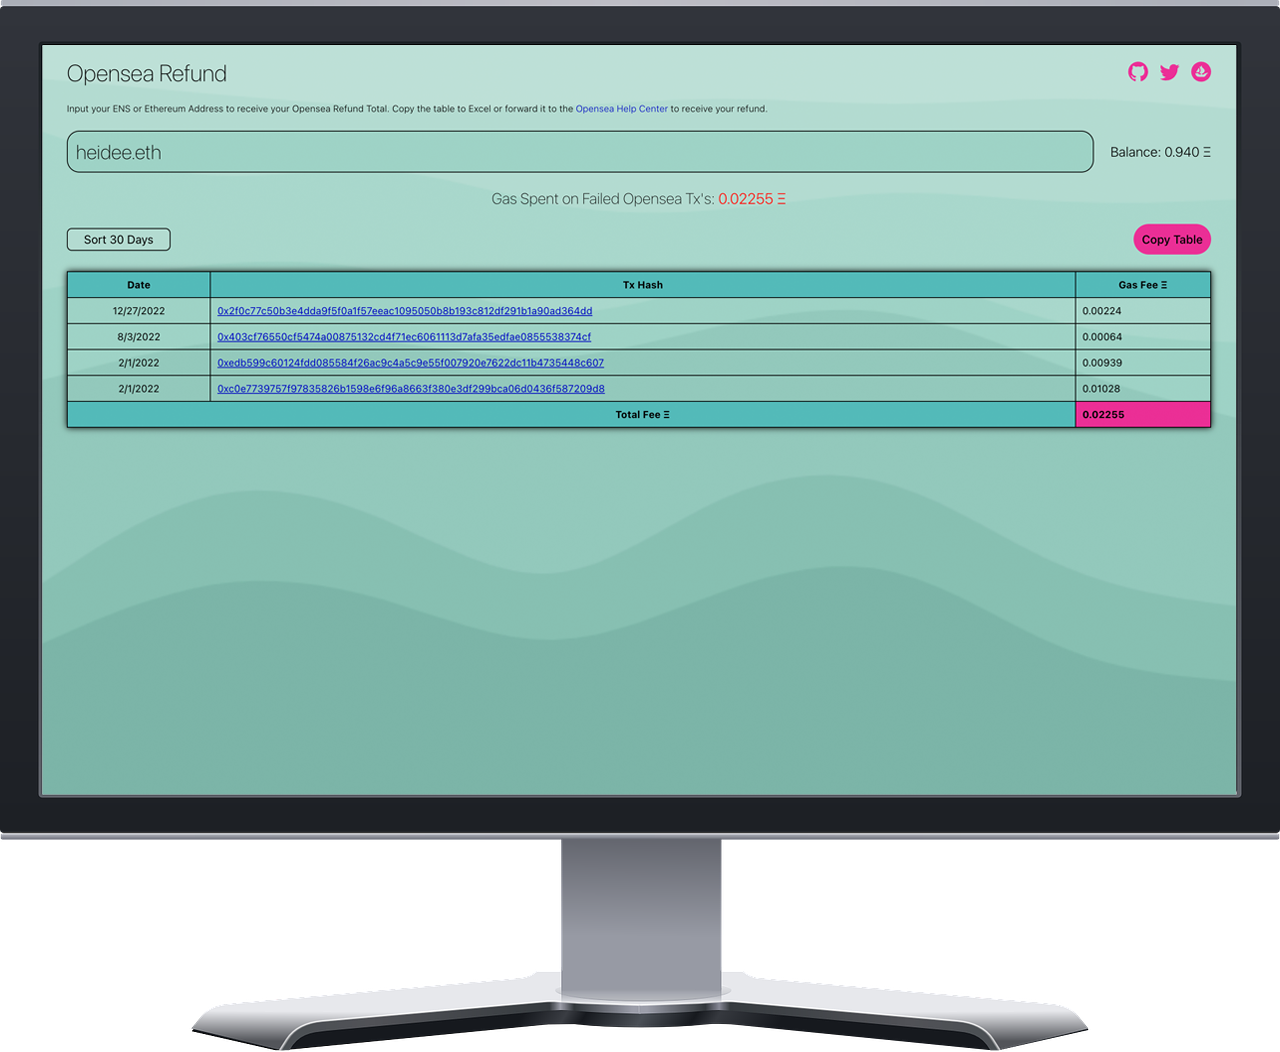 Opensea Refund
Input your ENS or Ethereum Address to receive your Opensea Refund Total. Copy the table to Excel or forward it to the Opensea Help Center to receive your refund.
heidee.eth
Balance: 0.940 Ξ
Gas Spent on Failed Opensea Tx's: 0.02255 Ξ
Sort 30 Days
Copy Table
Date Tx Hash Gas Fee Ξ
12/27/2022 0x2f0c77c50b3e4dda9f5f0a1f57eeac1095050b8b193c812df291b1a90ad364dd 0.00224
8/3/2022 0x403cf76550cf5474a00875132cd4f71ec6061113d7afa35edfae0855538374cf 0.00064
2/1/2022 0xedb599c60124fdd085584f26ac9c4a5c9e55f007920e7622dc11b4735448c607 0.00939
2/1/2022 0xc0e7739757f97835826b1598e6f96a8663f380e3df299bca06d0436f587209d8 0.01028
Total Fee Ξ 0.02255